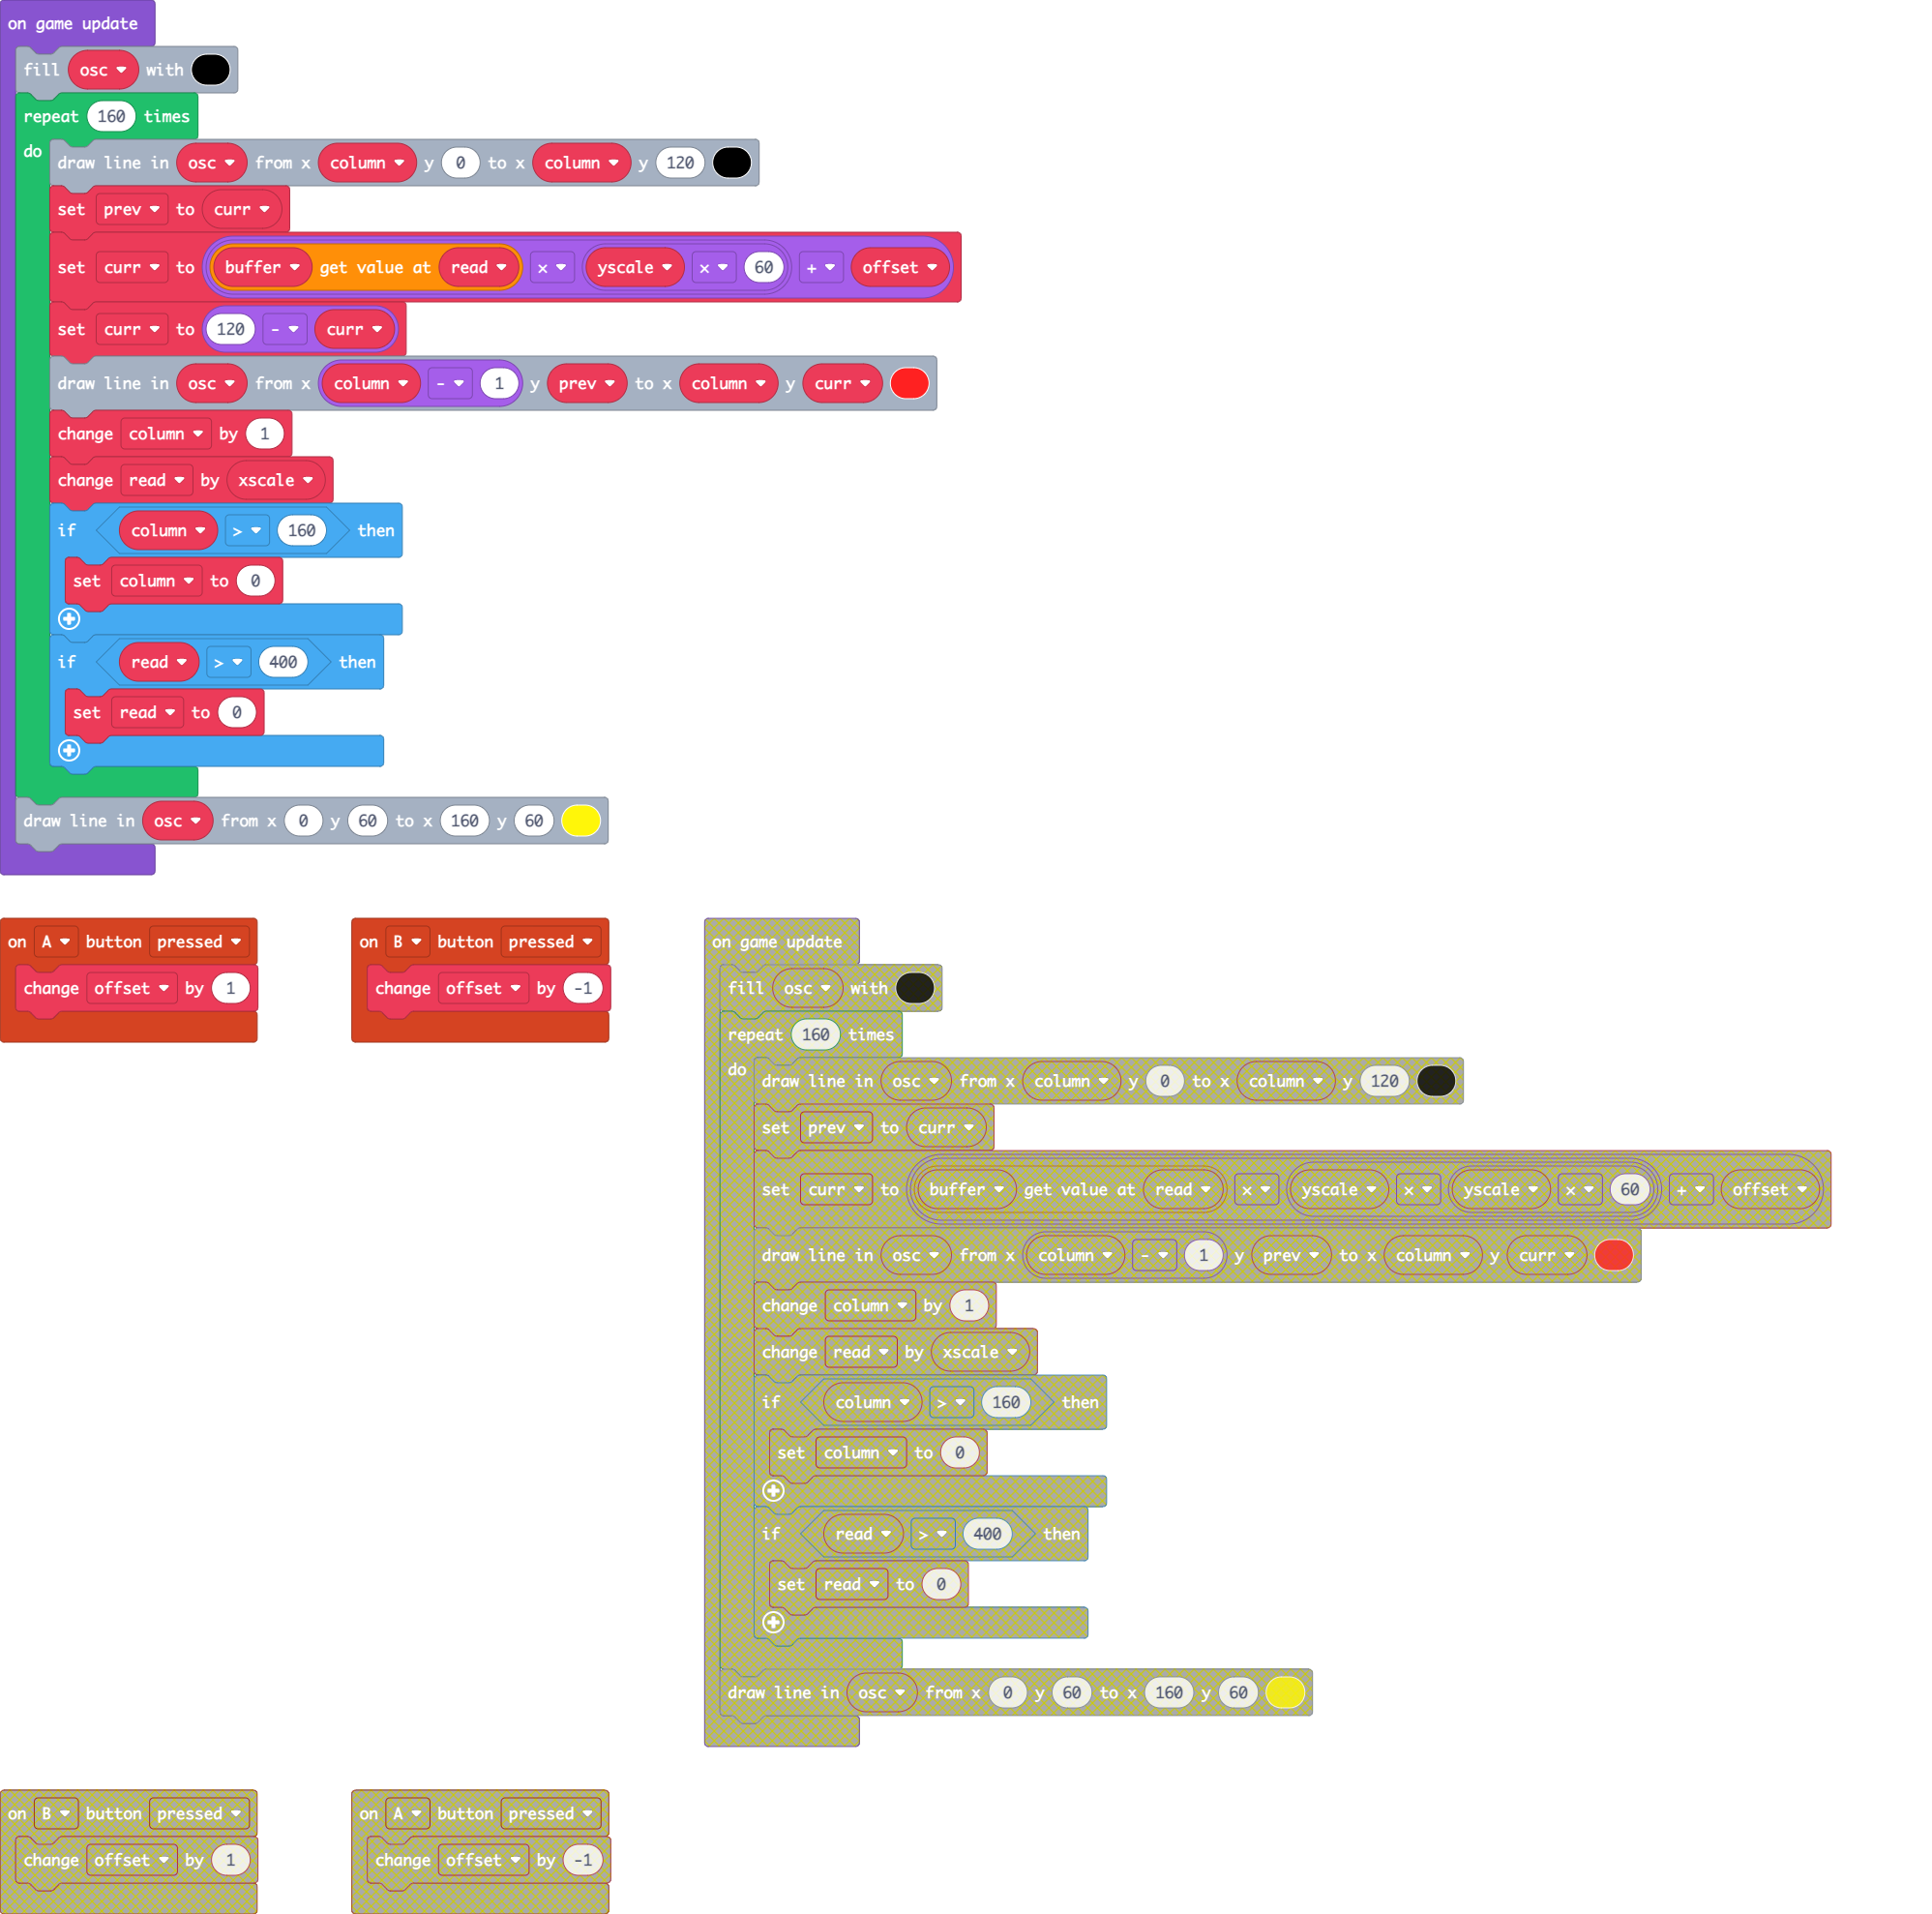 on game update
fill osc with
repeat 160 times
do
draw line in osc from x column y 0 to x column y 120
set prev to curr
set curr to buffer get value at read × yscale × 60 + offset
set curr to 120 - curr
draw line in osc from x column - 1 y prev to x column y curr
change column by 1
change read by xscale
if column > 160 then
set column to 0
if read > 400 then
set read to 0
draw line in osc from x 0 y 60 to x 160 y 60
on A button pressed
change offset by 1
on B button pressed
change offset by -1
on game update
fill osc with
repeat 160 times
do
draw line in osc from x column y 0 to x column y 120
set prev to curr
set curr to buffer get value at read × yscale × yscale × 60 + offset
draw line in osc from x column - 1 y prev to x column y curr
change column by 1
change read by xscale
if column > 160 then
set column to 0
if read > 400 then
set read to 0
draw line in osc from x 0 y 60 to x 160 y 60
on B button pressed
change offset by 1
on A button pressed
change offset by -1